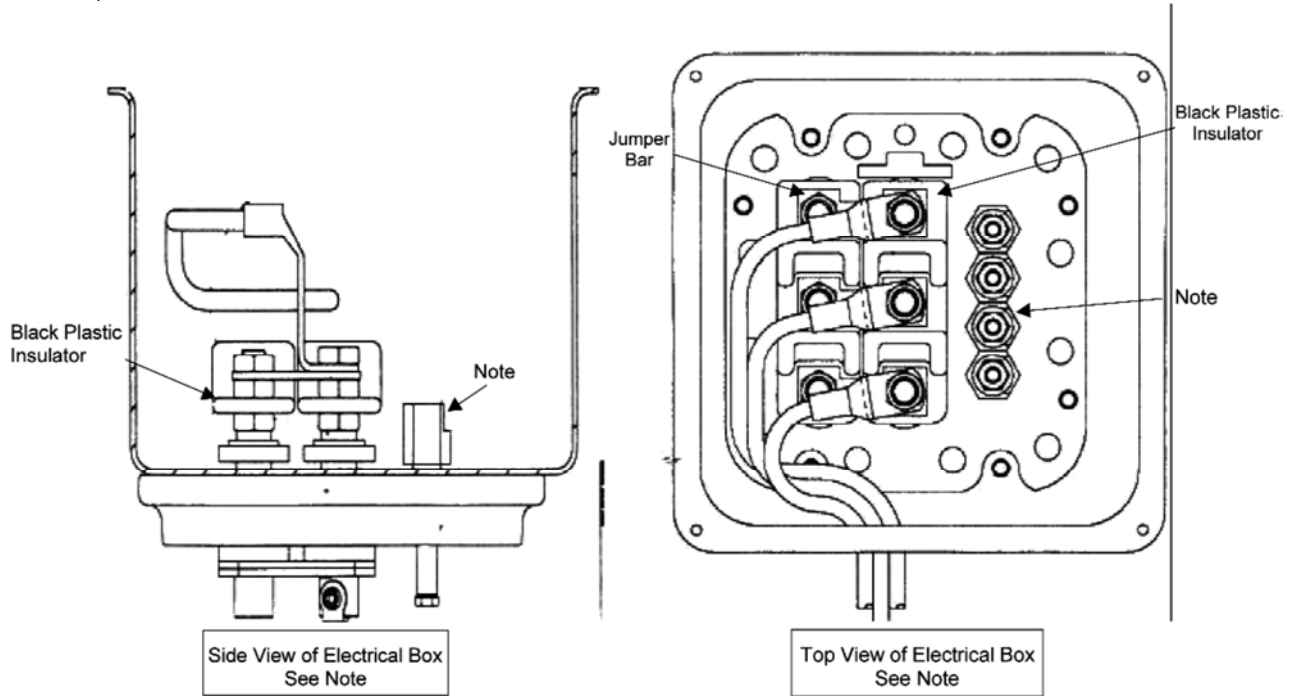 Black Plastic
Insulator
Note
Side View of Electrical Box
See Note
Jumper
Bar
Black Plastic
Insulator
Note
Top View of Electrical Box
See Note